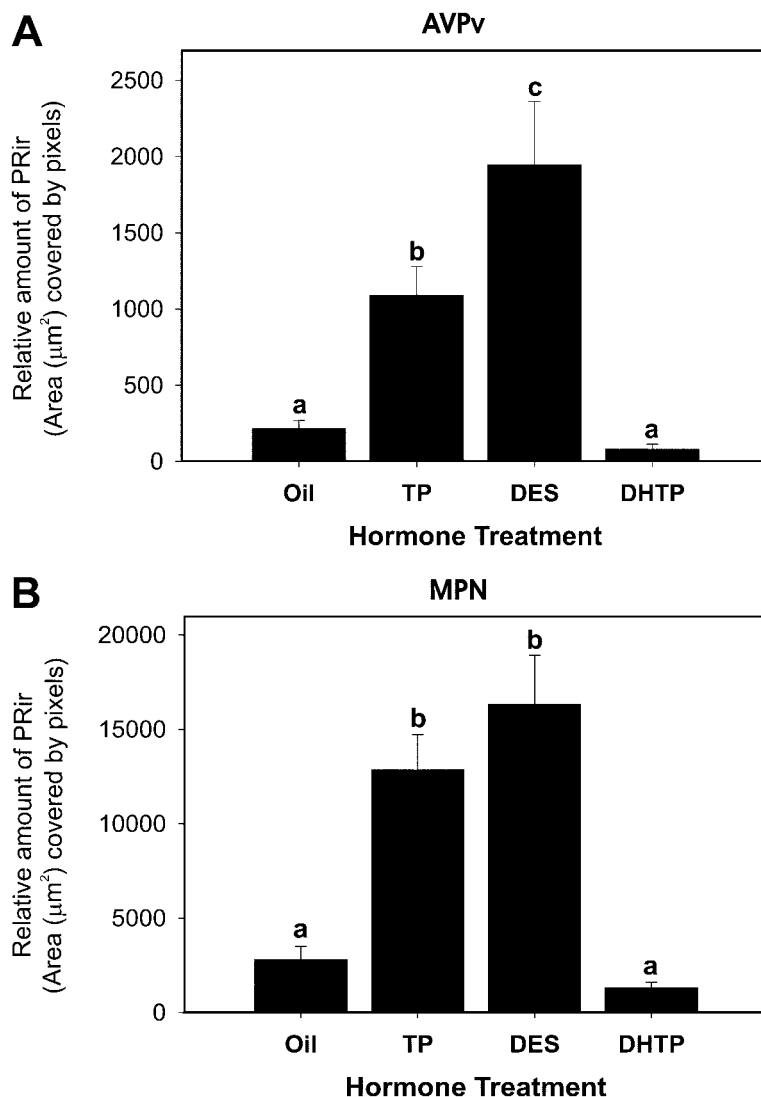 A
AVPv
Relative amount of PRir
(Area (μm²) covered by pixels)
2500
2000
1500
1000
500
0
a
b
c
a
Oil TP DES DHTP
Hormone Treatment
B
MPN
Relative amount of PRir
(Area (μm²) covered by pixels)
20000
15000
10000
5000
0
a
b
b
a
Oil TP DES DHTP
Hormone Treatment